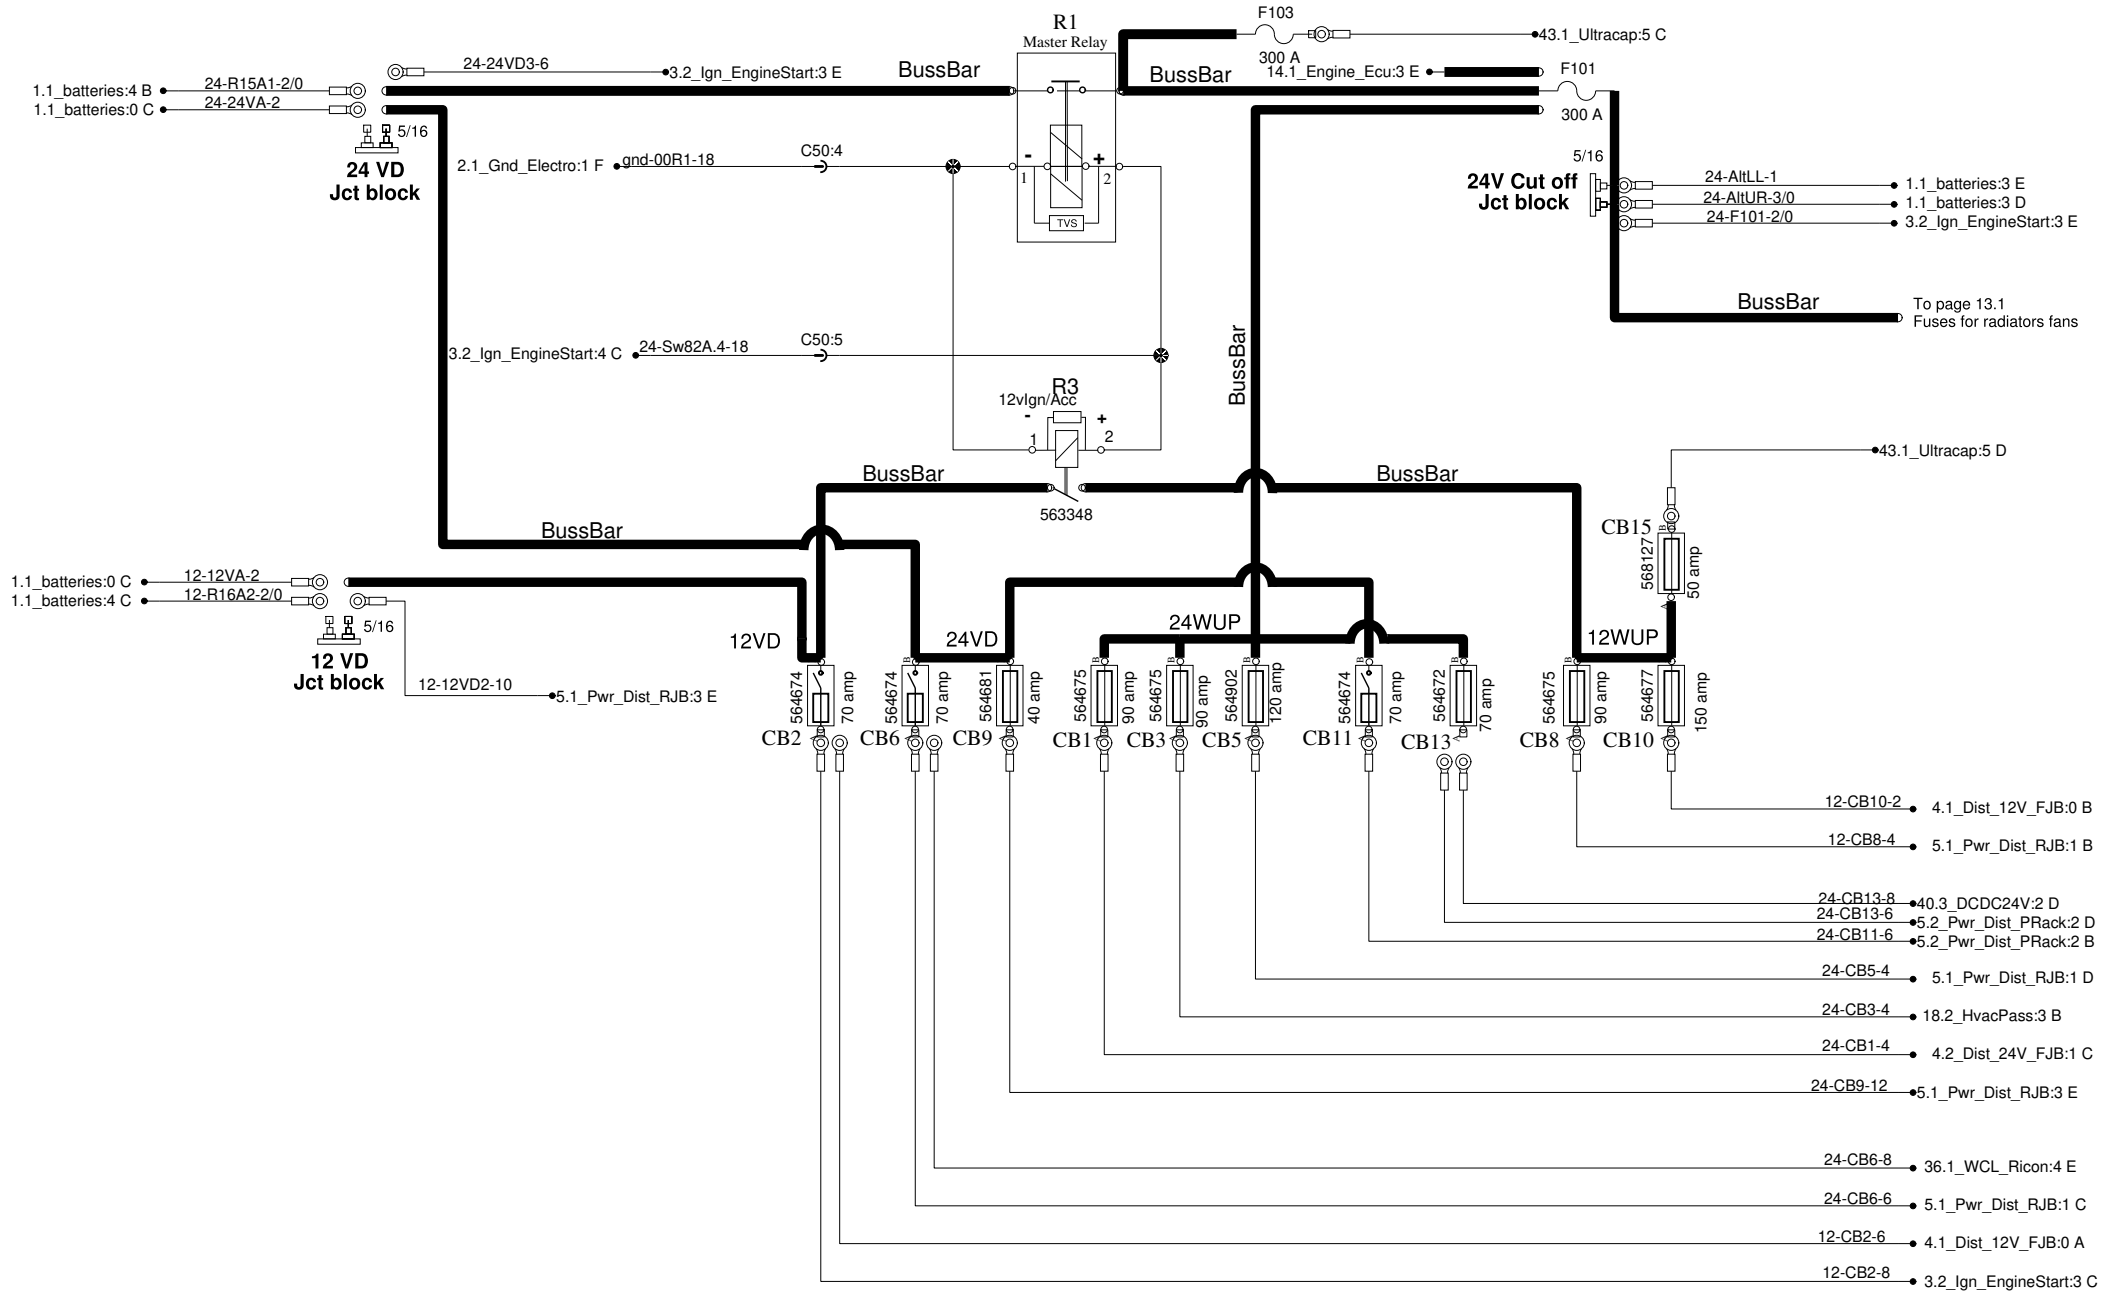 R1
Master Relay
F103
300 A
43.1_Ultracap:5 C
24-24VD3-6
3.2_Ign_EngineStart:3 E
BussBar
BussBar
14.1_Engine_Ecu:3 E
F101
300 A
1.1_batteries:4 B
24-R15A1-2/0
1.1_batteries:0 C
24-24VA-2
5/16
24 VD
Jct block
2.1_Gnd_Electro:1 F
gnd-00R1-18
C50:4
-
+
1
2
TVS
5/16
24V Cut off
Jct block
24-AltLL-1
1.1_batteries:3 E
24-AltUR-3/0
1.1_batteries:3 D
24-F101-2/0
3.2_Ign_EngineStart:3 E
BussBar
To page 13.1
Fuses for radiators fans
3.2_Ign_EngineStart:4 C
24-Sw82A.4-18
C50:5
BussBar
R3
12vIgn/Acc
-
+
1
2
563348
BussBar
BussBar
BussBar
43.1_Ultracap:5 D
CB15
B
568127
50 amp
A
1.1_batteries:0 C
12-12VA-2
1.1_batteries:4 C
12-R16A2-2/0
5/16
12 VD
Jct block
12-12VD2-10
5.1_Pwr_Dist_RJB:3 E
12VD
24VD
24WUP
12WUP
564674
70 amp
CB2
A
B
564674
70 amp
CB6
A
564681
40 amp
CB9
A
B
564675
90 amp
CB1
A
B
564675
90 amp
CB3
A
B
564902
120 amp
CB5
A
B
564674
70 amp
CB11
A
B
564672
70 amp
CB13
A
B
564675
90 amp
CB8
A
564677
150 amp
CB10
A
12-CB10-2
4.1_Dist_12V_FJB:0 B
12-CB8-4
5.1_Pwr_Dist_RJB:1 B
24-CB13-8
40.3_DCDC24V:2 D
24-CB13-6
5.2_Pwr_Dist_PRack:2 D
24-CB11-6
5.2_Pwr_Dist_PRack:2 B
24-CB5-4
5.1_Pwr_Dist_RJB:1 D
24-CB3-4
18.2_HvacPass:3 B
24-CB1-4
4.2_Dist_24V_FJB:1 C
24-CB9-12
5.1_Pwr_Dist_RJB:3 E
24-CB6-8
36.1_WCL_Ricon:4 E
24-CB6-6
5.1_Pwr_Dist_RJB:1 C
12-CB2-6
4.1_Dist_12V_FJB:0 A
12-CB2-8
3.2_Ign_EngineStart:3 C